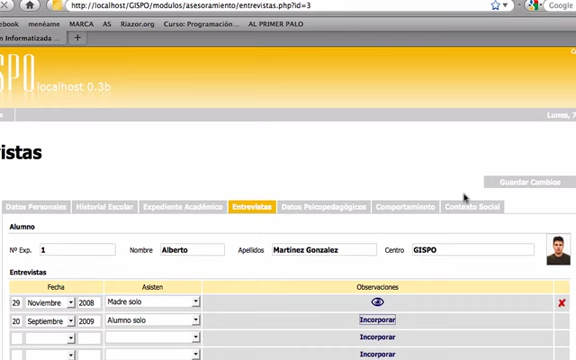 http://localhost/GISPO/modulos/asesoramiento/entrevistas.php?id=3
Google
ebook menéame MARCA AS Riazor.org Curso: Programación... AL PRIMER PALO
n Informatizada ...
+
SPO localhost 0.3b
Lunes, 7
istas
Guardar Cambios
Datos Personales Historial Escolar Expediente Académico Entrevistas Datos Psicopedagógicos Comportamiento Contexto Social
Alumno
Nº Exp. 1 Nombre Alberto Apellidos Martinez Gonzalez Centro GISPO
Entrevistas
Fecha Asisten Observaciones
29 Noviembre 2008 Madre solo
20 Septiembre 2009 Alumno solo Incorporar
Incorporar
Incorporar